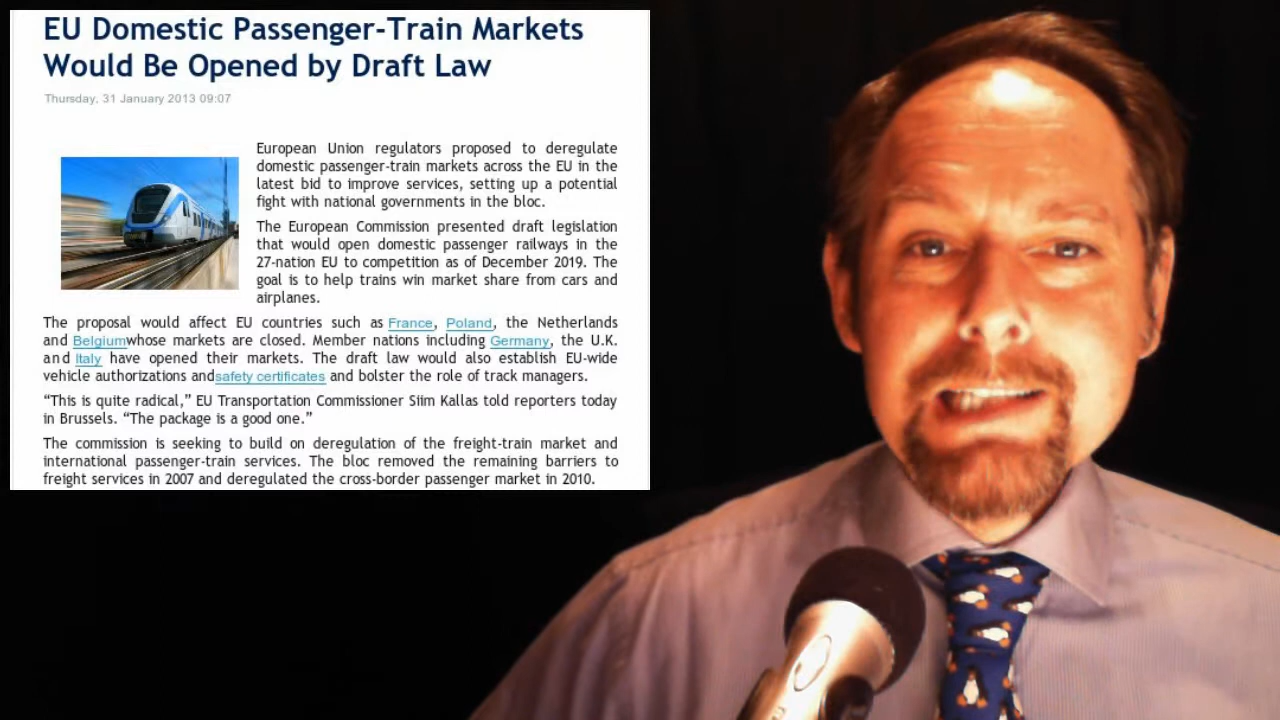 EU Domestic Passenger-Train Markets
Would Be Opened by Draft Law
Thursday, 31 January 2013 09:07
European Union regulators proposed to deregulate
domestic passenger-train markets across the EU in the
latest bid to improve services, setting up a potential
fight with national governments in the bloc.
The European Commission presented draft legislation
that would open domestic passenger railways in the
27-nation EU to competition as of December 2019. The
goal is to help trains win market share from cars and
airplanes.
The proposal would affect EU countries such as France, Poland, the Netherlands
and Belgiumwhose markets are closed. Member nations including Germany, the U.K.
and Italy have opened their markets. The draft law would also establish EU-wide
vehicle authorizations andsafety certificates and bolster the role of track managers.
“This is quite radical,” EU Transportation Commissioner Siim Kallas told reporters today
in Brussels. “The package is a good one.”
The commission is seeking to build on deregulation of the freight-train market and
international passenger-train services. The bloc removed the remaining barriers to
freight services in 2007 and deregulated the cross-border passenger market in 2010.